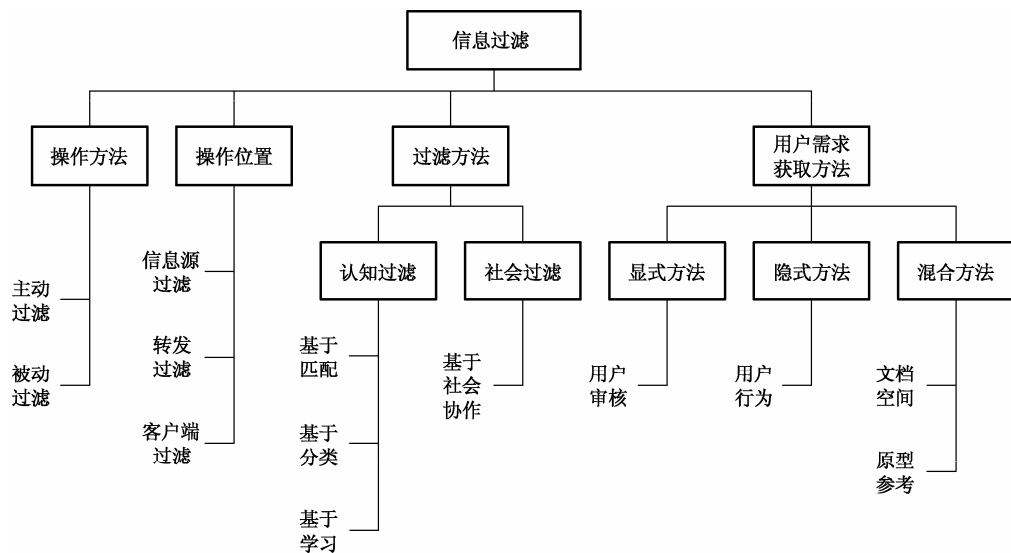 信息过滤
操作方法
操作位置
过滤方法
用户需求
获取方法
认知过滤
社会过滤
显式方法
隐式方法
混合方法
主动
过滤
被动
过滤
信息源
过滤
转发
过滤
客户端
过滤
基于
匹配
基于
分类
基于
学习
基于
社会
协作
用户
审核
用户
行为
文档
空间
原型
参考